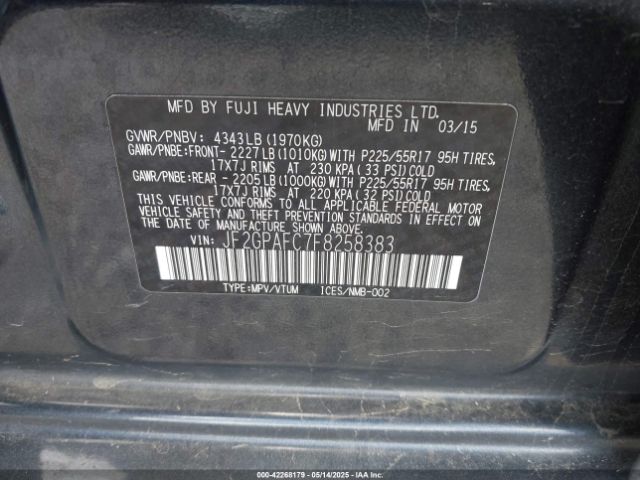 MFD BY FUJI HEAVY INDUSTRIES LTD.
MFD IN 03/15
GVWR/PNBV: 4343LB(1970KG)
GAWR/PNBE:FRONT- 2227LB(1010KG)WITH P225/55R17 95H TIRES,
17X7J RIMS AT 230 KPA(33 PSI)COLD
GAWR/PNBE:REAR - 2205LB(1000KG)WITH P225/55R17 95H TIRES,
17X7J RIMS AT 220 KPA(32 PSI)COLD
THIS VEHICLE CONFORMS TO ALL APPLICABLE FEDERAL MOTOR
VEHICLE SAFETY AND THEFT PREVENTION STANDARDS IN EFFECT ON
THE DATE OF MANUFACTURE SHOWN ABOVE.
VIN: JF2GPAFC7F8258383
TYPE:MPV/VTUM ICES/NMB-002
000-42268179 - 05/14/2025 - IAAI.COM